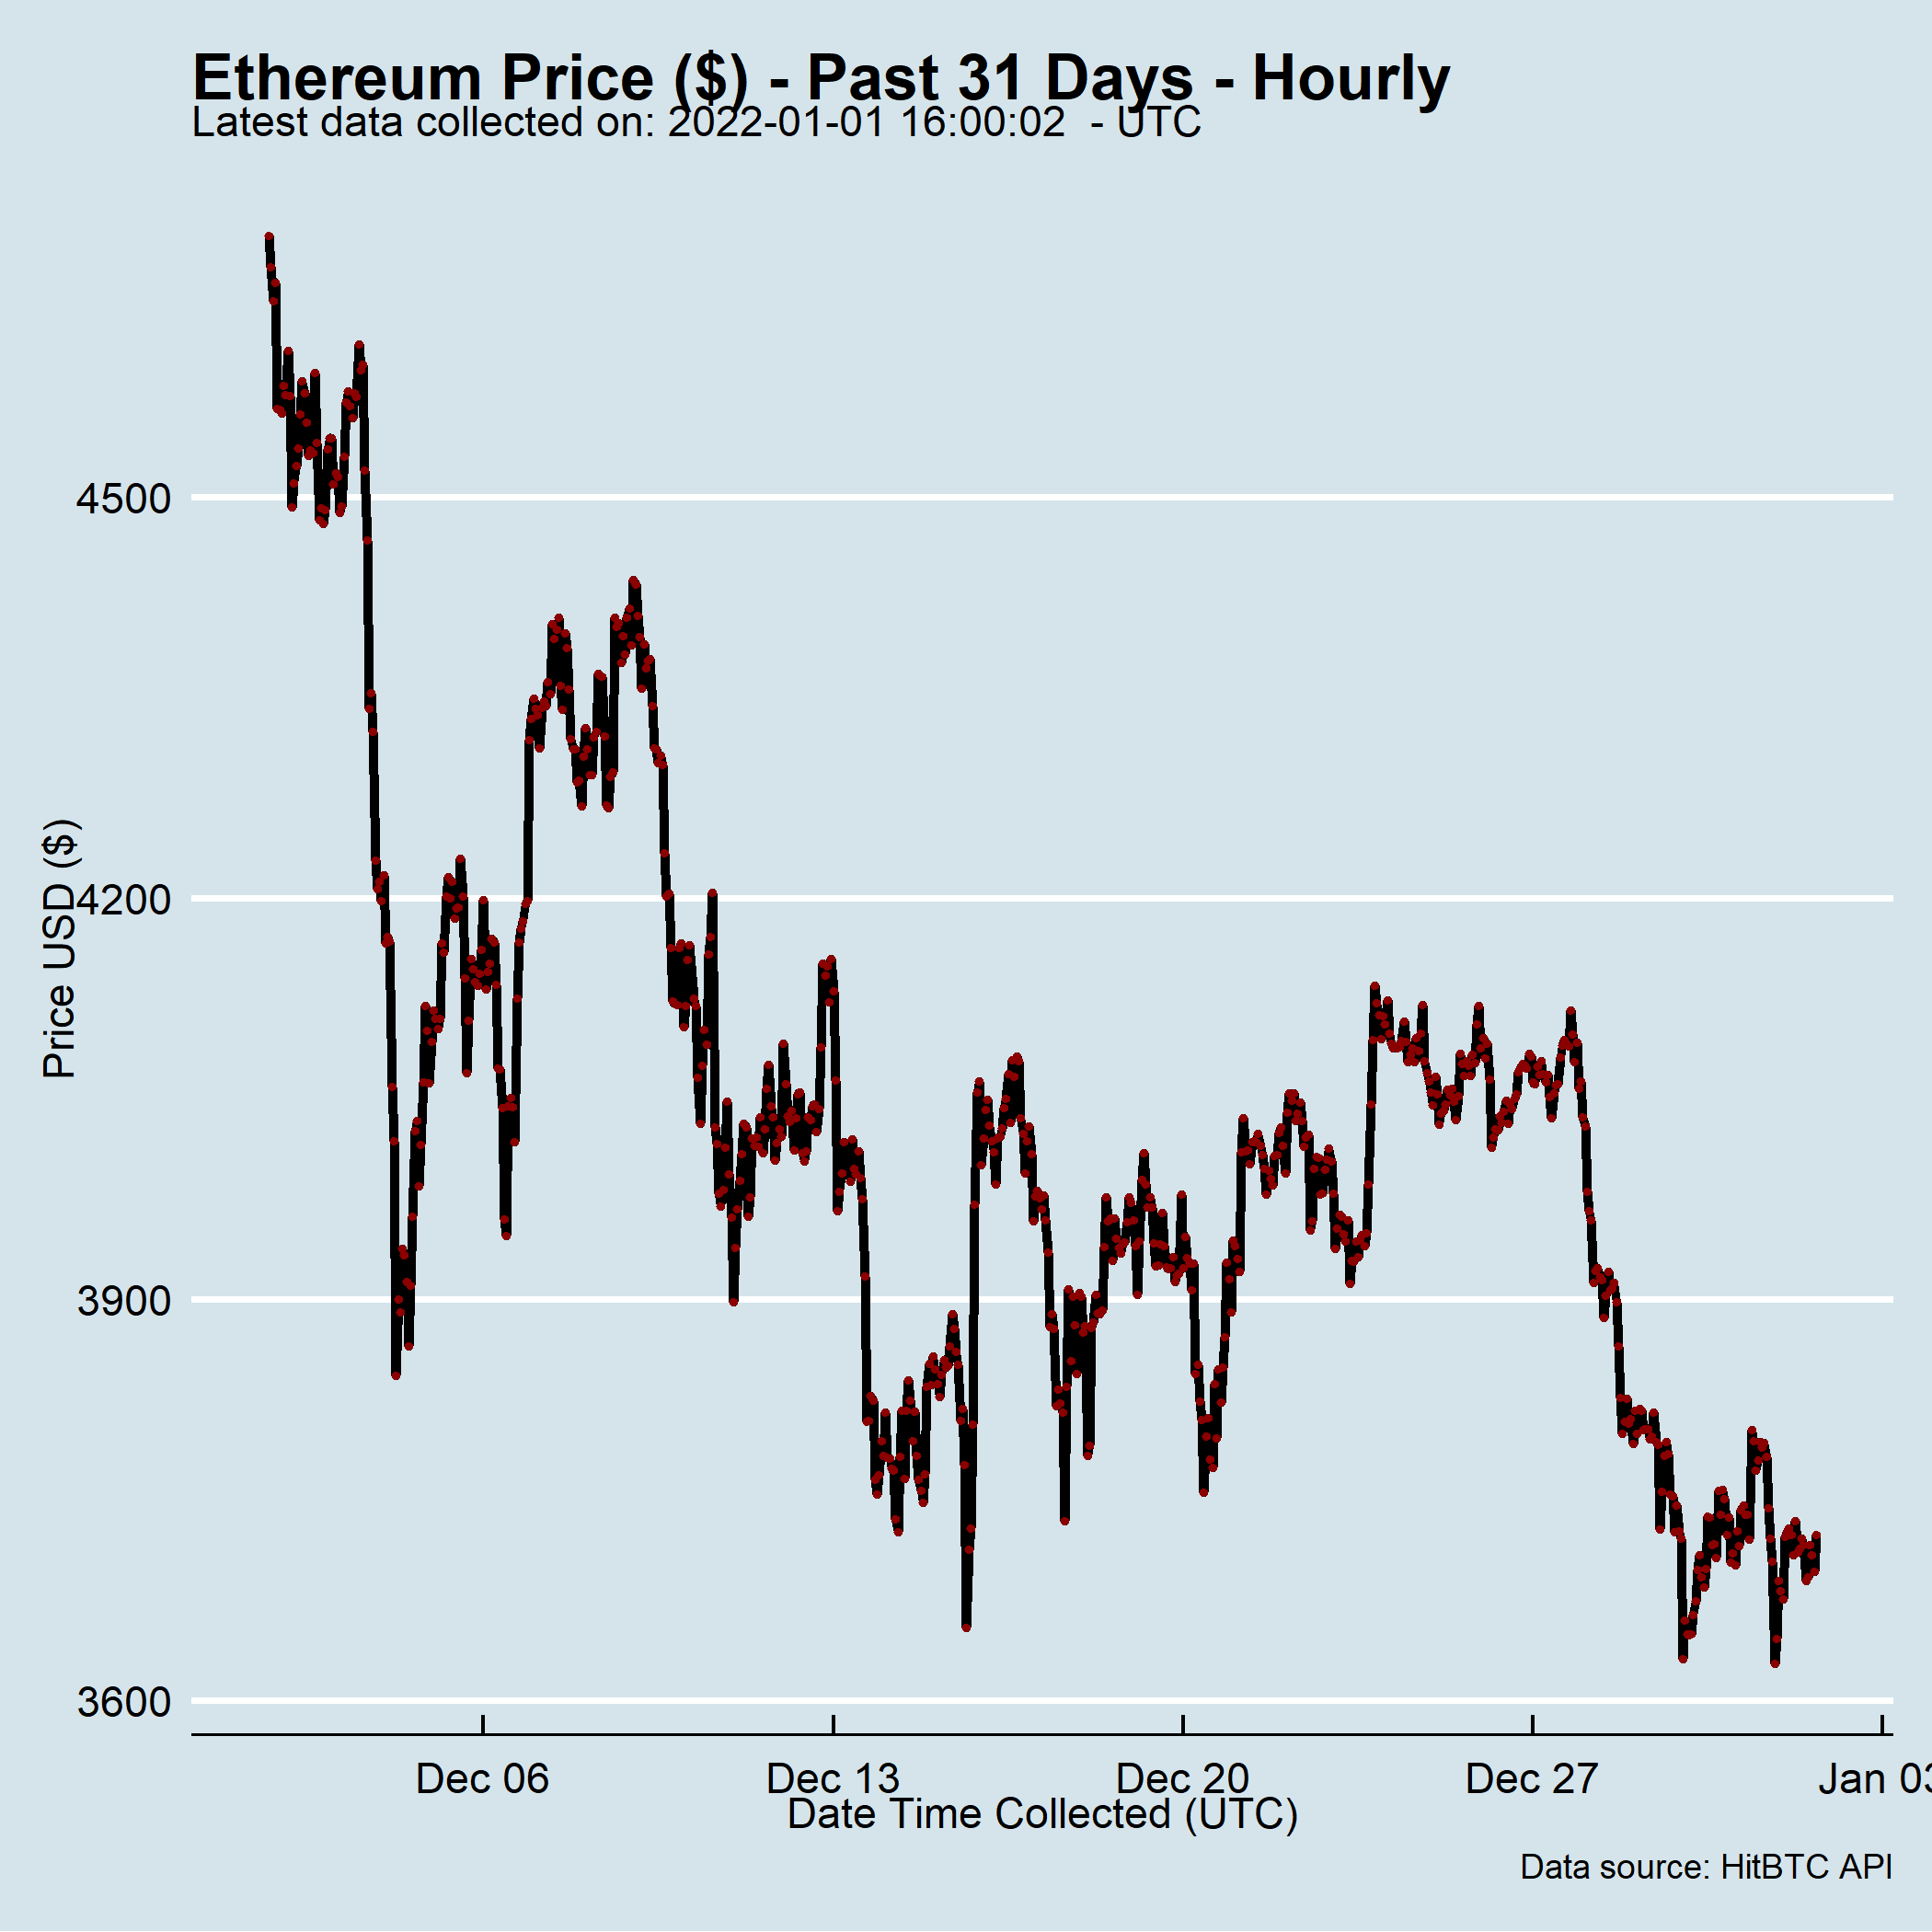 Ethereum Price ($) - Past 31 Days - Hourly
Latest data collected on: 2022-01-01 16:00:02  - UTC
Price USD ($)
4500
4200
3900
3600
Dec 06
Dec 13
Dec 20
Dec 27
Jan 03
Date Time Collected (UTC)
Data source: HitBTC API